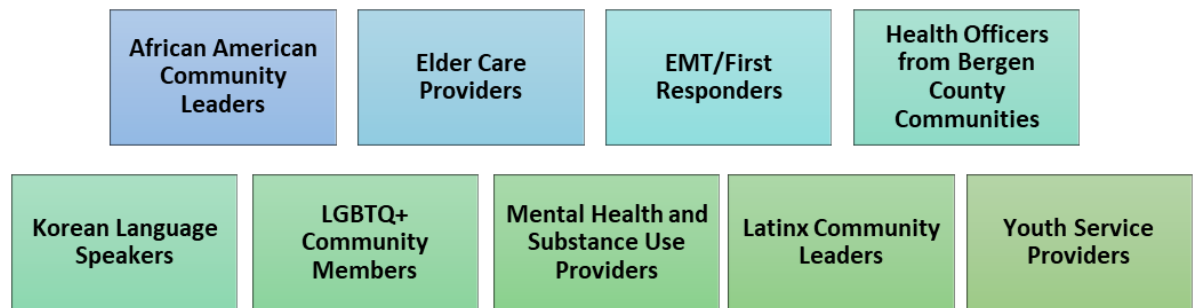 African American
Community
Leaders
Elder Care
Providers
EMT/First
Responders
Health Officers
from Bergen
County
Communities
Korean Language
Speakers
LGBTQ+
Community
Members
Mental Health and
Substance Use
Providers
Latinx Community
Leaders
Youth Service
Providers